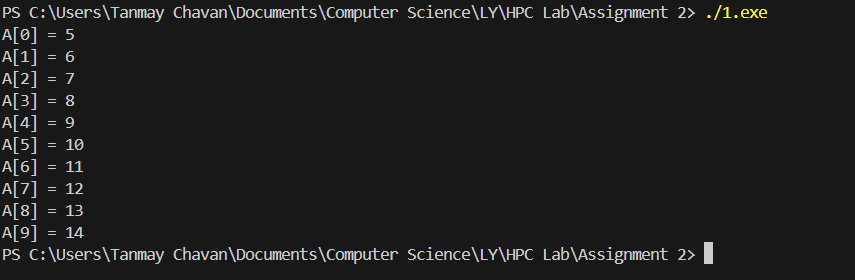 PS C:\Users\Tanmay Chavan\Documents\Computer Science\LY\HPC Lab\Assignment 2> ./1.exe
A[0] = 5
A[1] = 6
A[2] = 7
A[3] = 8
A[4] = 9
A[5] = 10
A[6] = 11
A[7] = 12
A[8] = 13
A[9] = 14
PS C:\Users\Tanmay Chavan\Documents\Computer Science\LY\HPC Lab\Assignment 2>